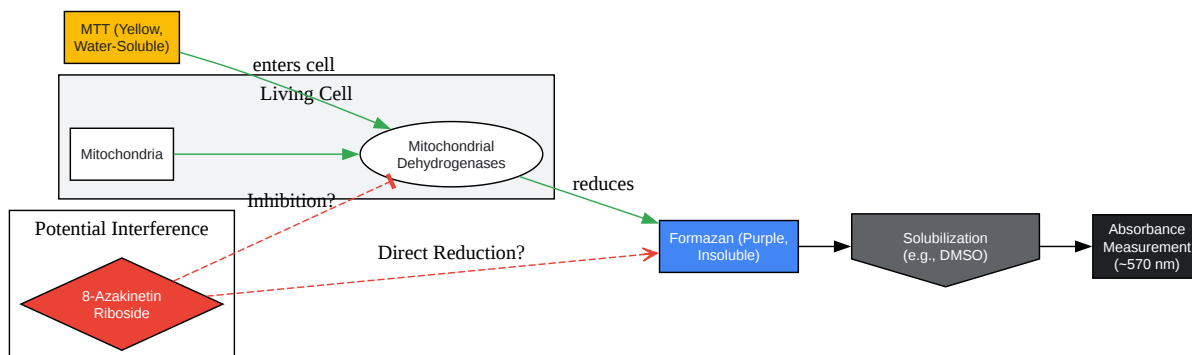 MTT (Yellow,
Water-Soluble)
enters cell
Living Cell
Mitochondria
Mitochondrial
Dehydrogenases
reduces
Inhibition?
Potential Interference
8-Azakinetin
Riboside
Direct Reduction?
Formazan (Purple,
Insoluble)
Solubilization
(e.g., DMSO)
Absorbance
Measurement
(~570 nm)